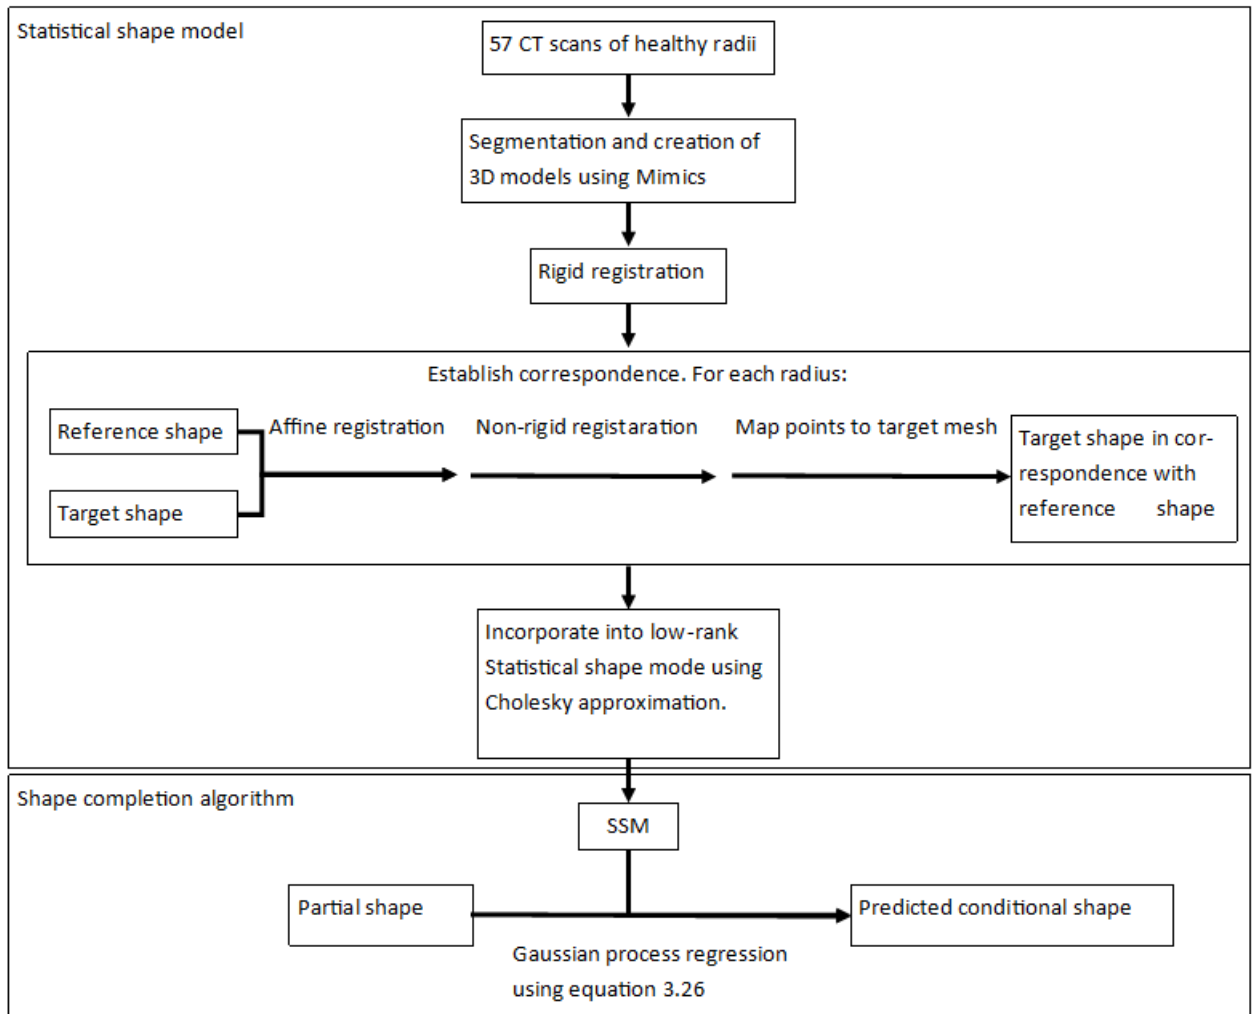 Statistical shape model
57 CT scans of healthy radii
Segmentation and creation of
3D models using Mimics
Rigid registration
Establish correspondence. For each radius:
Reference shape
Target shape
Affine registration
Non-rigid registaration
Map points to target mesh
Target shape in cor-
respondence with
reference shape
Incorporate into low-rank
Statistical shape mode using
Cholesky approximation.
Shape completion algorithm
SSM
Partial shape
Predicted conditional shape
Gaussian process regression
using equation 3.26